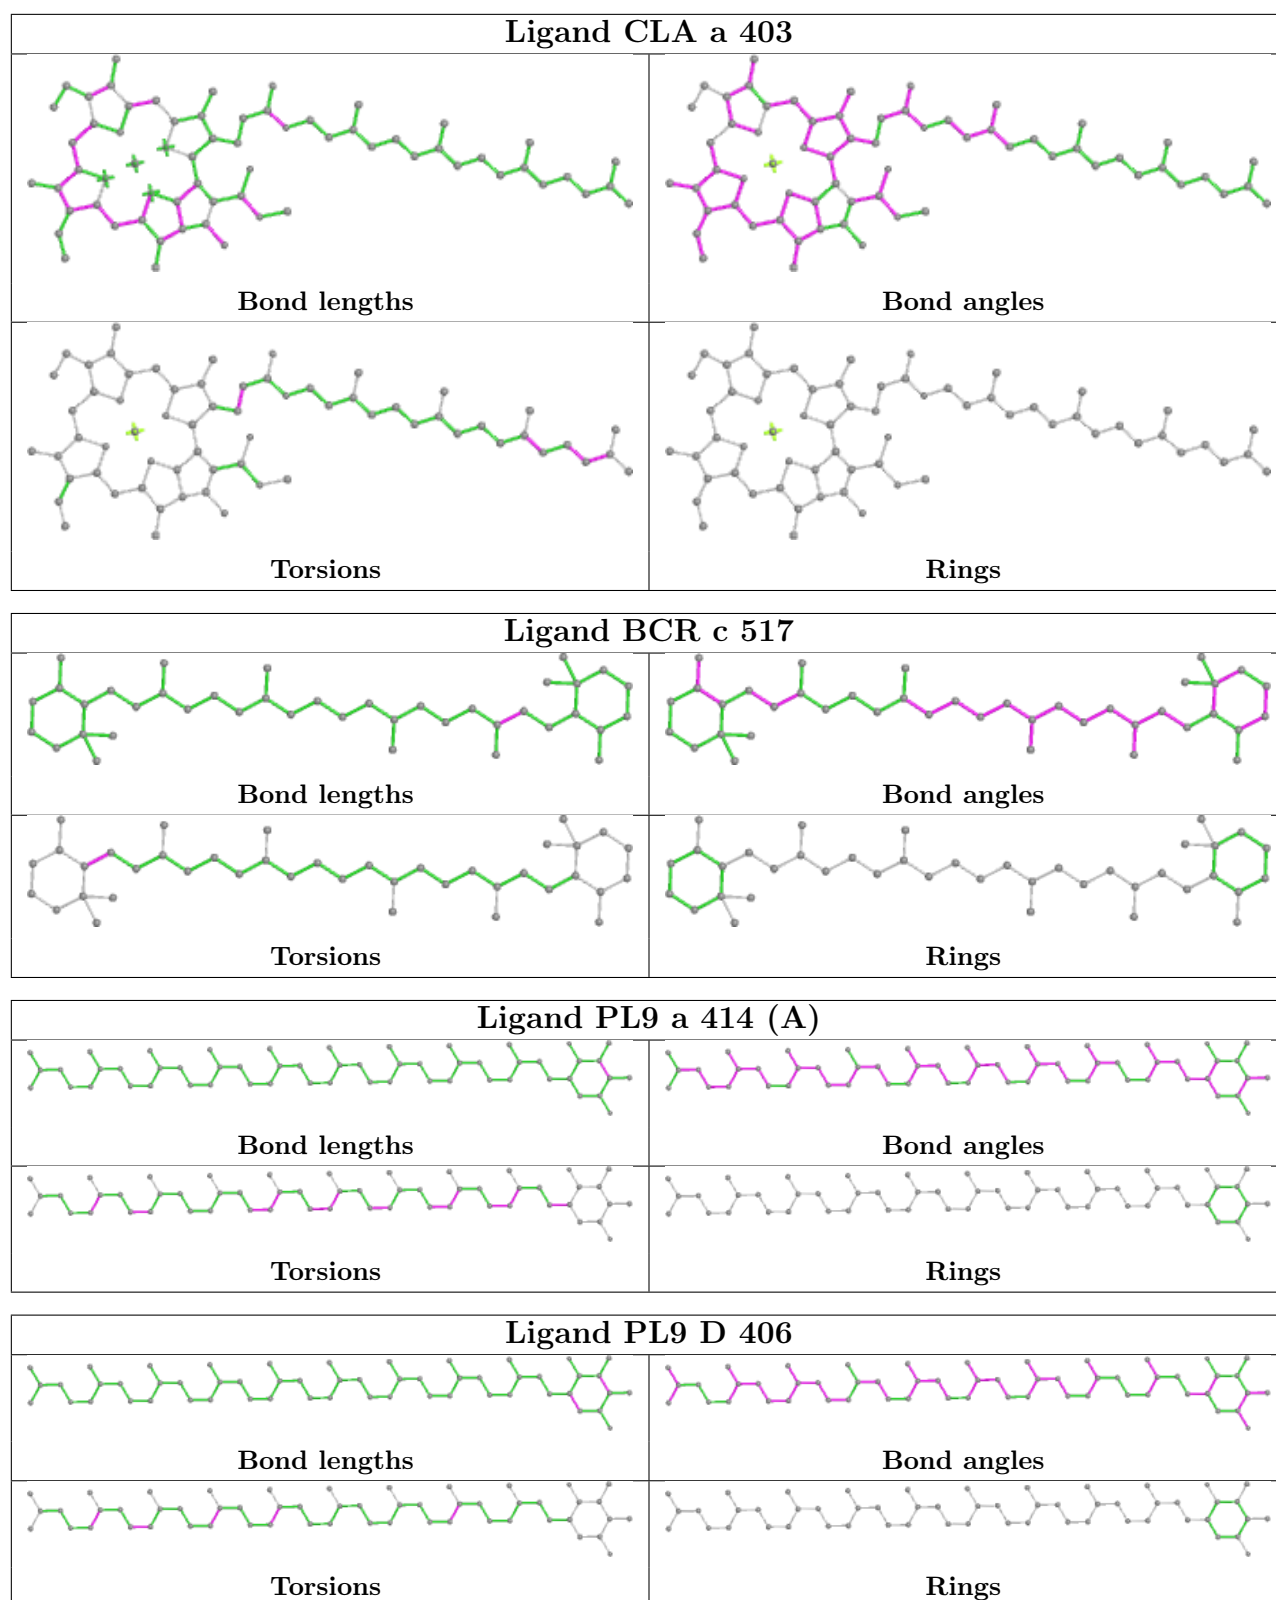 Ligand CLA a 403
Bond lengths
Bond angles
Torsions
Rings
Ligand BCR c 517
Bond lengths
Bond angles
Torsions
Rings
Ligand PL9 a 414 (A)
Bond lengths
Bond angles
Torsions
Rings
Ligand PL9 D 406
Bond lengths
Bond angles
Torsions
Rings